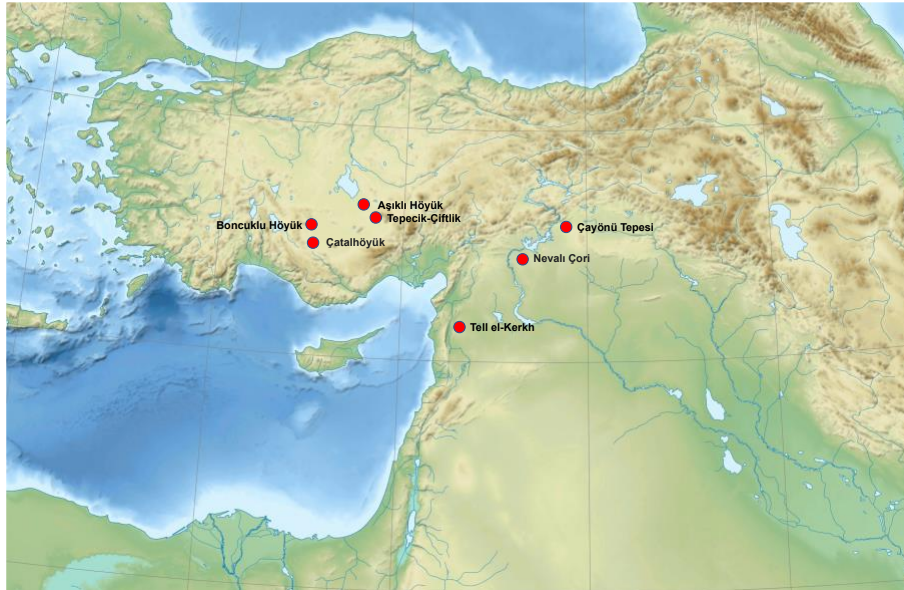 Aşıklı Höyük
Tepecik-Çiftlik
Boncuklu Höyük
Çayönü Tepesi
Çatalhöyük
Nevalı Çori
Tell el-Kerkh